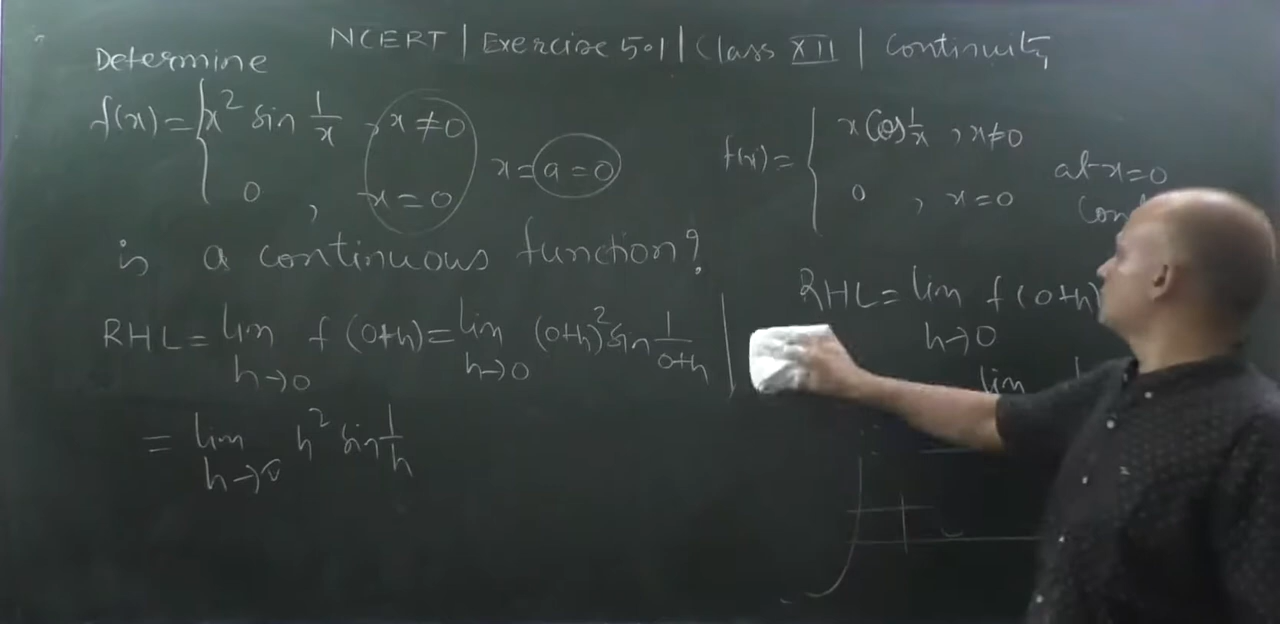 NCERT | Exercise 5.1 | Class XII | Continuity
Determine
f(x) = { x² sin 1/x , x ≠ 0
0 , x = 0
x = a = 0
is a continuous function?
RHL = lim h→0 f(0+h) = lim h→0 (0+h)² sin 1/0+h
= lim h→0 h² sin 1/h
f(x) = { x Cos 1/x , x ≠ 0
0 , x = 0
at x = 0
RHL = lim h→0 f(0+h)
lim